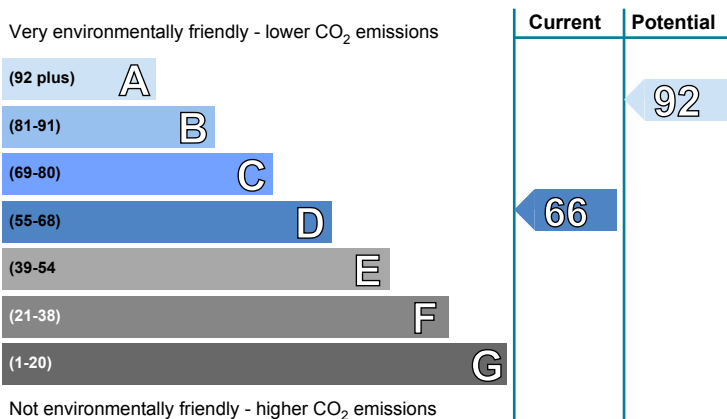 Current Potential
Very environmentally friendly - lower CO2 emissions
(92 plus) A
92
(81-91) B
(69-80) C
(55-68) D
66
(39-54 E
(21-38) F
(1-20) G
Not environmentally friendly - higher CO2 emissions